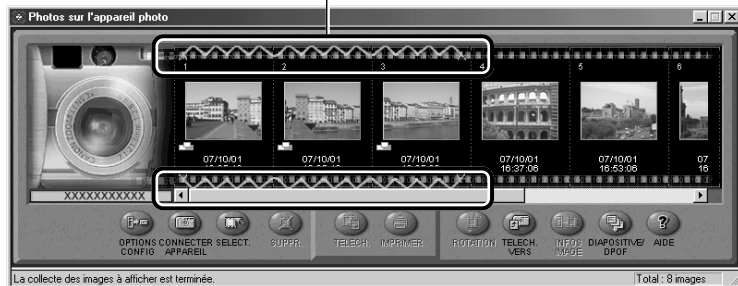 Photos sur l'appareil photo
1 2 3 4 5 6
07/10/01 07/10/01 07/10/01 07/10/01 07/10/01 07
16:37:06 16:53:06 16
XXXXXXXXXXX
OPTIONS CONFIG
CONNECTER APPAREIL
SELECT.
SUPPR.
TELECH.
IMPRIMER
ROTATION
TELECH. VERS
INFOS IMAGE
DIAPOSITIVE/ DPOF
AIDE
La collecte des images à afficher est terminée.
Total : 8 images